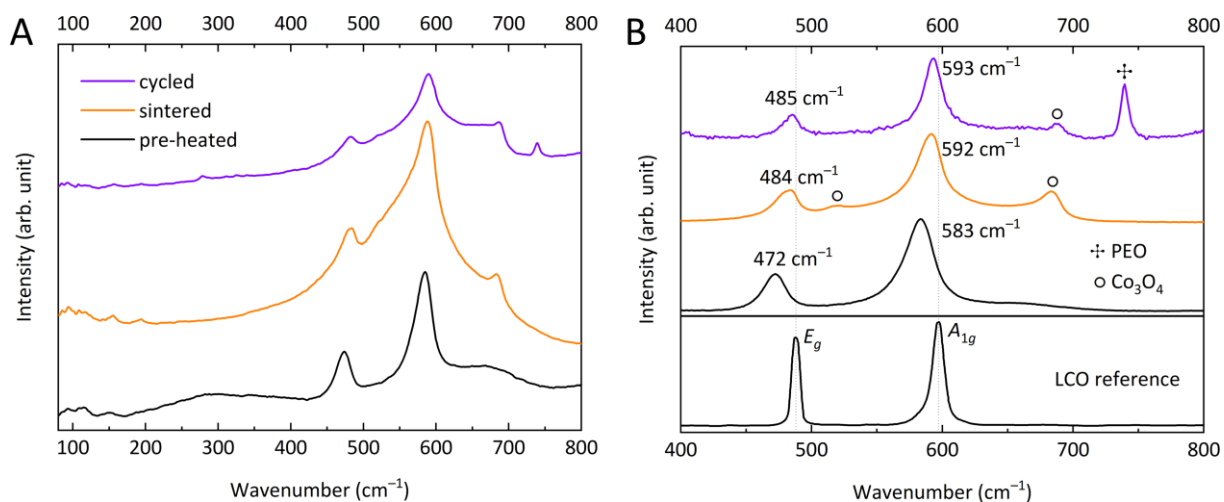 A
100 200 300 400 500 600 700 800
cycled
sintered
pre-heated
Intensity (arb. unit)
100 200 300 400 500 600 700 800
Wavenumber (cm⁻¹)
B
400 500 600 700 800
593 cm⁻¹
485 cm⁻¹
592 cm⁻¹
484 cm⁻¹
583 cm⁻¹
472 cm⁻¹
PEO
Co₃O₄
E_g
A_1g
LCO reference
Intensity (arb. unit)
400 500 600 700 800
Wavenumber (cm⁻¹)